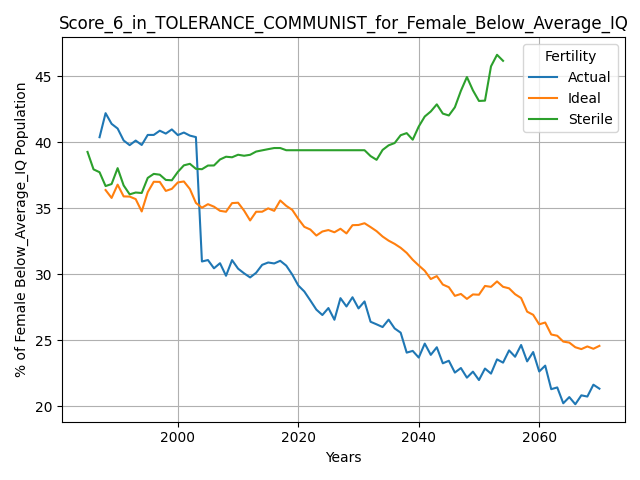 Score_6_in_TOLERANCE_COMMUNIST_for_Female_Below_Average_IQ
% of Female Below_Average_IQ Population
45
40
35
30
25
20
2000
2020
2040
2060
Years
Fertility
Actual
Ideal
Sterile